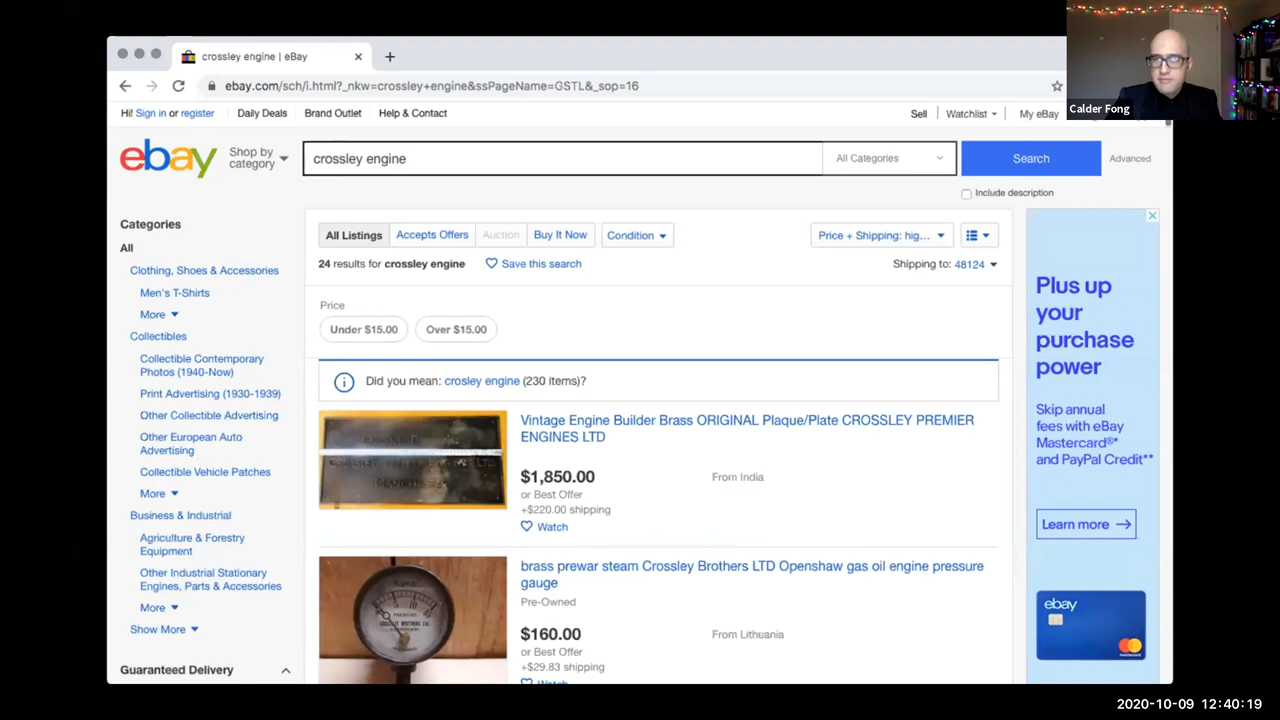 crossley engine | eBay
ebay.com/sch/i.html?_nkw=crossley+engine&ssPageName=GSTL&_sop=16
Calder Fong
Hi! Sign in or register Daily Deals Brand Outlet Help & Contact Sell Watchlist My eBay
ebay
Shop by
category
crossley engine
All Categories
Search
Advanced
Include description
Categories
All
Clothing, Shoes & Accessories
Men's T-Shirts
More
Collectibles
Collectible Contemporary
Photos (1940-Now)
Print Advertising (1930-1939)
Other Collectible Advertising
Other European Auto
Advertising
Collectible Vehicle Patches
More
Business & Industrial
Agriculture & Forestry
Equipment
Other Industrial Stationary
Engines, Parts & Accessories
More
Show More
Guaranteed Delivery
All Listings Accepts Offers Auction Buy It Now Condition Price + Shipping: hig...
24 results for crossley engine Save this search Shipping to: 48124
Price
Under $15.00 Over $15.00
Did you mean: crosley engine (230 items)?
Vintage Engine Builder Brass ORIGINAL Plaque/Plate CROSSLEY PREMIER
ENGINES LTD
$1,850.00 From India
or Best Offer
+$220.00 shipping
Watch
brass prewar steam Crossley Brothers LTD Openshaw gas oil engine pressure
gauge
Pre-Owned
$160.00 From Lithuania
or Best Offer
+$29.83 shipping
Watch
Plus up
your
purchase
power
Skip annual
fees with eBay
Mastercard®*
and PayPal Credit**
Learn more
ebay
2020-10-09 12:40:19